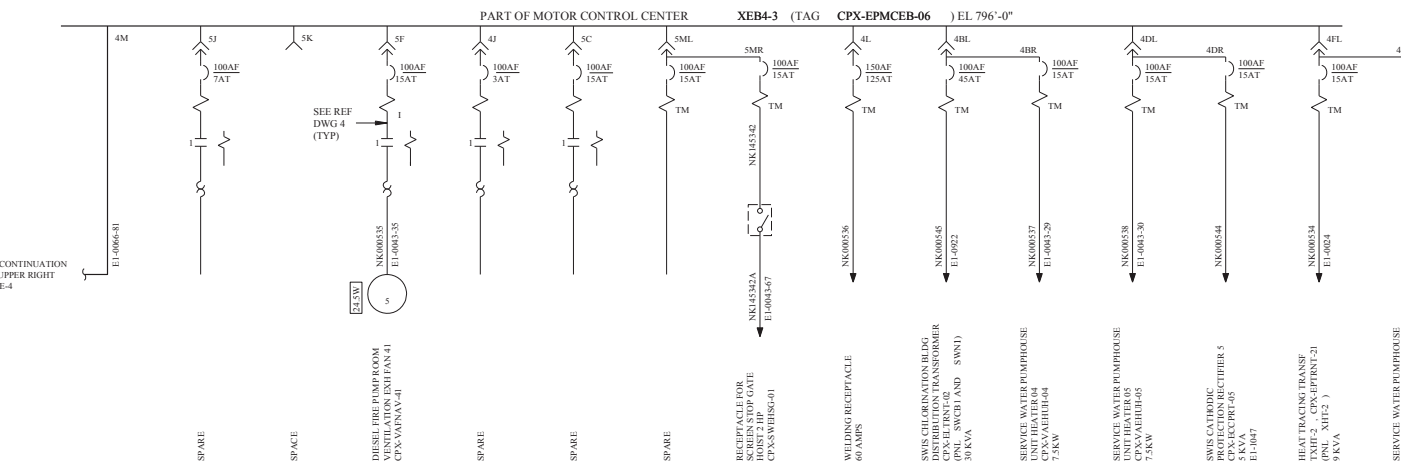 PART OF MOTOR CONTROL CENTER XEB4-3 (TAG CPX-EPMCEB-06 ) EL 796'-0"
4M
5J
5K
5F
4J
5C
5ML
5MR
4L
4BL
4BR
4DL
4DR
4FL
4
100AF
7AT
100AF
15AT
100AF
3AT
100AF
15AT
100AF
15AT
100AF
15AT
150AF
125AT
100AF
45AT
100AF
15AT
100AF
15AT
100AF
15AT
100AF
15AT
SEE REF
DWG 4
(TYP)
I
TM
TM
TM
TM
TM
TM
TM
TM
1
1
1
1
CONTINUATION
UPPER RIGHT
E-4
E1-0066-81
NK000535
E1-0043-35
24.5W
5
NK145342
NK145342A
E1-0043-67
NK000536
NK000545
E1-0922
NK000537
E1-0043-29
NK000538
E1-0043-30
NK000544
NK000534
E1-0024
SPARE
SPACE
DIESEL FIRE PUMP ROOM
VENTILATION EXH FAN 41
CPX-VAFNAV-41
SPARE
SPARE
SPARE
RECEPTACLE FOR
SCREEN STOP GATE
HOIST 2 HP
CPX-SWEHSG-01
WELDING RECEPTACLE
60 AMPS
SWIS CHLORINATION BLDG
DISTRIBUTION TRANSFORMER
CPX-ELTRNT-02
(PNL SWCB1 AND SWN1)
30 KVA
SERVICE WATER PUMPHOUSE
UNIT HEATER 04
CPX-VAEHUH-04
7.5KW
SERVICE WATER PUMPHOUSE
UNIT HEATER 05
CPX-VAEHUH-05
7.5KW
SWIS CATHODIC
PROTECTION RECTIFIER 5
CPX-ECCPRT-05
5 KVA
E1-1047
HEAT TRACING TRANSF
TXHT-2 , CPX-EPTRNT-21
(PNL XHT-2 )
9 KVA
SERVICE WATER PUMPHOUSE